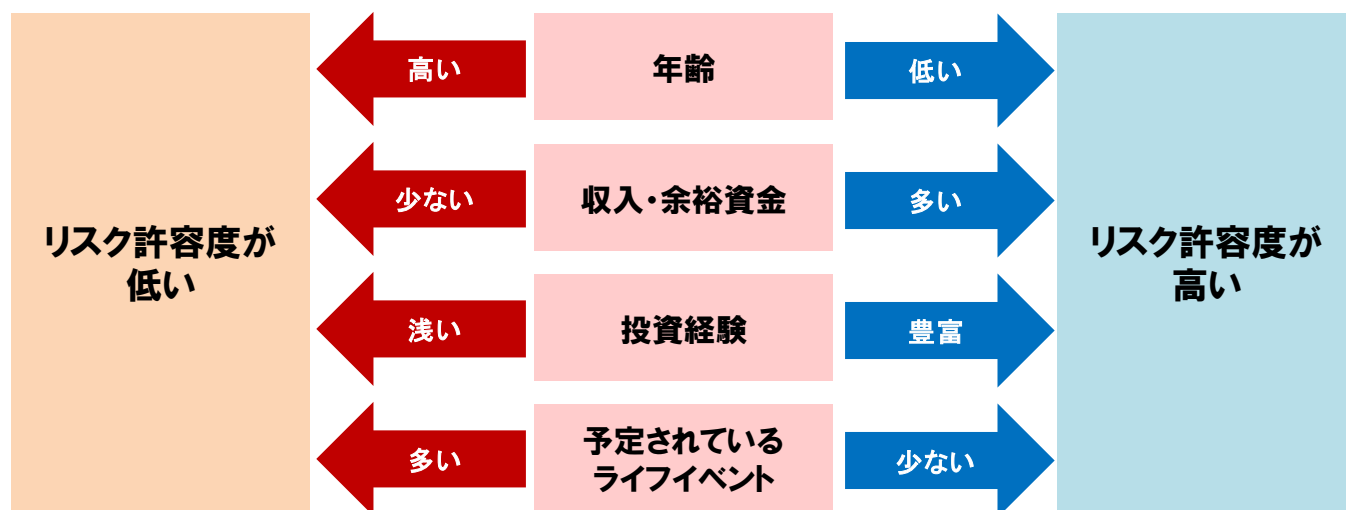 高い
年齢
低い
少ない
収入・余裕資金
多い
リスク許容度が
低い
リスク許容度が
高い
浅い
投資経験
豊富
多い
予定されている
ライフイベント
少ない